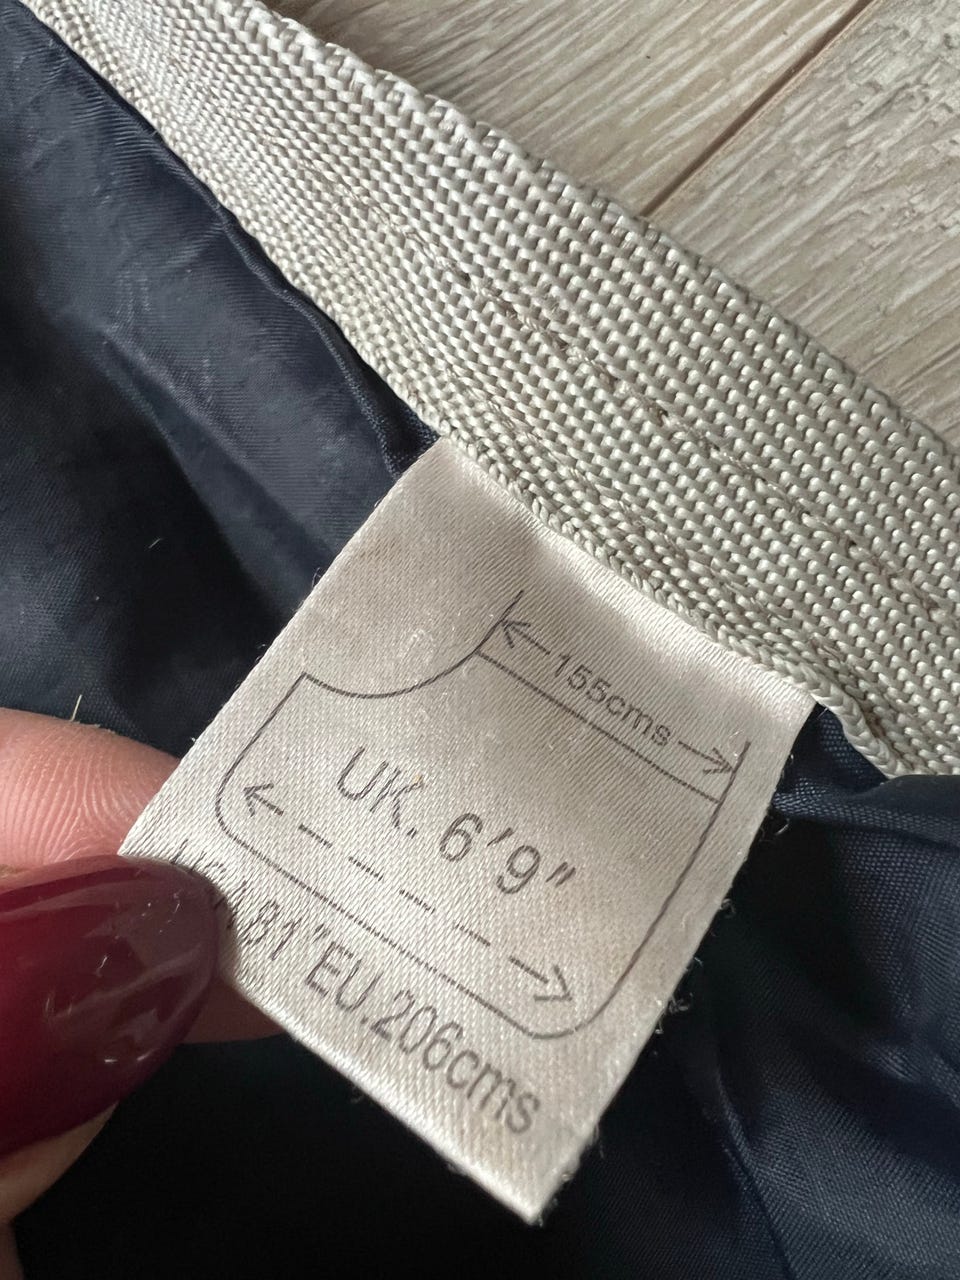 155cms
UK. 6'9"
81 "EU.206cms